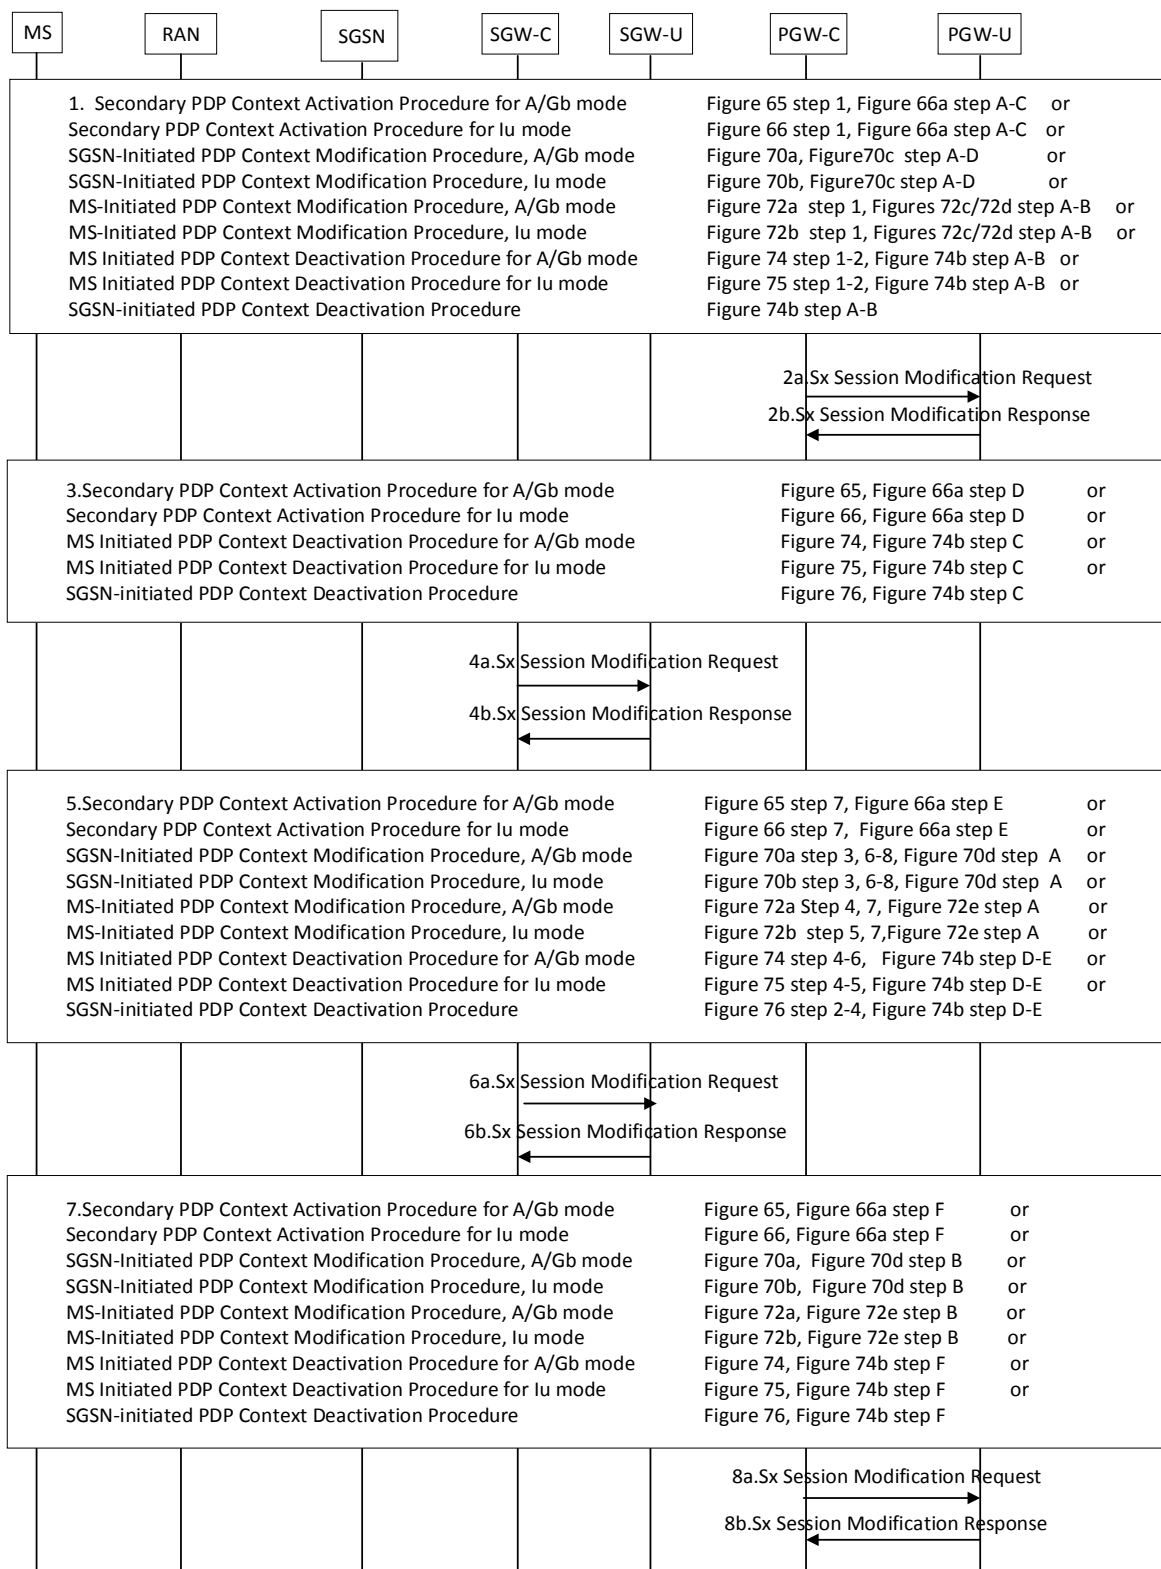 MS RAN SGSN SGW-C SGW-U PGW-C PGW-U
1. Secondary PDP Context Activation Procedure for A/Gb mode Figure 65 step 1, Figure 66a step A-C or
Secondary PDP Context Activation Procedure for Iu mode Figure 66 step 1, Figure 66a step A-C or
SGSN-Initiated PDP Context Modification Procedure, A/Gb mode Figure 70a, Figure70c step A-D or
SGSN-Initiated PDP Context Modification Procedure, Iu mode Figure 70b, Figure70c step A-D or
MS-Initiated PDP Context Modification Procedure, A/Gb mode Figure 72a step 1, Figures 72c/72d step A-B or
MS-Initiated PDP Context Modification Procedure, Iu mode Figure 72b step 1, Figures 72c/72d step A-B or
MS Initiated PDP Context Deactivation Procedure for A/Gb mode Figure 74 step 1-2, Figure 74b step A-B or
MS Initiated PDP Context Deactivation Procedure for Iu mode Figure 75 step 1-2, Figure 74b step A-B or
SGSN-initiated PDP Context Deactivation Procedure Figure 74b step A-B
2a.Sx Session Modification Request
2b.Sx Session Modification Response
3.Secondary PDP Context Activation Procedure for A/Gb mode Figure 65, Figure 66a step D or
Secondary PDP Context Activation Procedure for Iu mode Figure 66, Figure 66a step D or
MS Initiated PDP Context Deactivation Procedure for A/Gb mode Figure 74, Figure 74b step C or
MS Initiated PDP Context Deactivation Procedure for Iu mode Figure 75, Figure 74b step C or
SGSN-initiated PDP Context Deactivation Procedure Figure 76, Figure 74b step C
4a.Sx Session Modification Request
4b.Sx Session Modification Response
5.Secondary PDP Context Activation Procedure for A/Gb mode Figure 65 step 7, Figure 66a step E or
Secondary PDP Context Activation Procedure for Iu mode Figure 66 step 7, Figure 66a step E or
SGSN-Initiated PDP Context Modification Procedure, A/Gb mode Figure 70a step 3, 6-8, Figure 70d step A or
SGSN-Initiated PDP Context Modification Procedure, Iu mode Figure 70b step 3, 6-8, Figure 70d step A or
MS-Initiated PDP Context Modification Procedure, A/Gb mode Figure 72a Step 4, 7, Figure 72e step A or
MS-Initiated PDP Context Modification Procedure, Iu mode Figure 72b step 5, 7,Figure 72e step A or
MS Initiated PDP Context Deactivation Procedure for A/Gb mode Figure 74 step 4-6, Figure 74b step D-E or
MS Initiated PDP Context Deactivation Procedure for Iu mode Figure 75 step 4-5, Figure 74b step D-E or
SGSN-initiated PDP Context Deactivation Procedure Figure 76 step 2-4, Figure 74b step D-E
6a.Sx Session Modification Request
6b.Sx Session Modification Response
7.Secondary PDP Context Activation Procedure for A/Gb mode Figure 65, Figure 66a step F or
Secondary PDP Context Activation Procedure for Iu mode Figure 66, Figure 66a step F or
SGSN-Initiated PDP Context Modification Procedure, A/Gb mode Figure 70a, Figure 70d step B or
SGSN-Initiated PDP Context Modification Procedure, Iu mode Figure 70b, Figure 70d step B or
MS-Initiated PDP Context Modification Procedure, A/Gb mode Figure 72a, Figure 72e step B or
MS-Initiated PDP Context Modification Procedure, Iu mode Figure 72b, Figure 72e step B or
MS Initiated PDP Context Deactivation Procedure for A/Gb mode Figure 74, Figure 74b step F or
MS Initiated PDP Context Deactivation Procedure for Iu mode Figure 75, Figure 74b step F or
SGSN-initiated PDP Context Deactivation Procedure Figure 76, Figure 74b step F
8a.Sx Session Modification Request
8b.Sx Session Modification Response